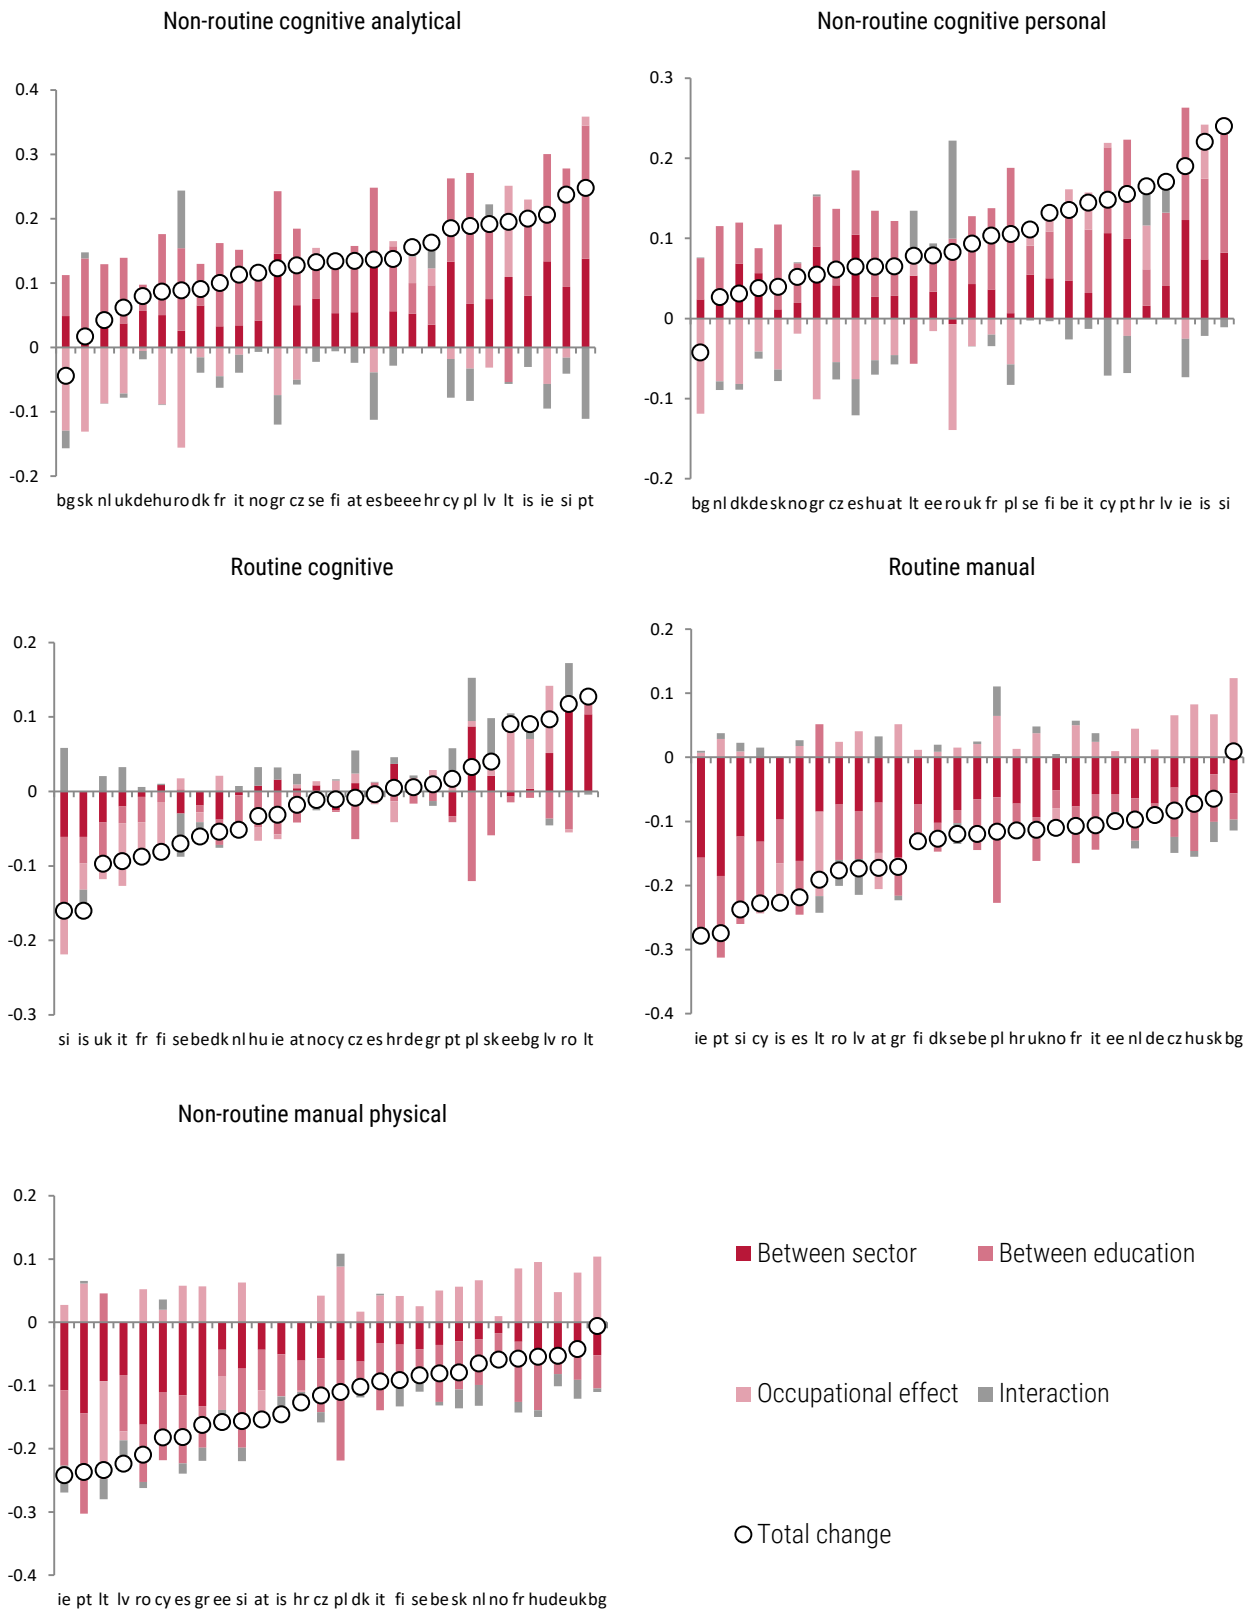 Non-routine cognitive analytical
0.4
0.3
0.2
0.1
0
-0.1
-0.2
bg sk nl uk de hu ro dk fr it no gr cz se fi at es be ee hr cy pl lv lt is ie si pt
Non-routine cognitive personal
0.3
0.2
0.1
0
-0.1
-0.2
bg nl dk de sk no gr cz es hu at lt ee ro uk fr pl se fi be it cy pt hr lv ie is si
Routine cognitive
0.2
0.1
0
-0.1
-0.2
-0.3
si is uk it fr fi se be dk nl hu ie at no cy cz es hr de gr pt pl sk ee bg lv ro lt
Routine manual
0.2
0.1
0
-0.1
-0.2
-0.3
-0.4
ie pt si cy is es lt ro lv at gr fi dk se be pl hr uk no fr it ee nl de cz hu sk bg
Non-routine manual physical
0.2
0.1
0
-0.1
-0.2
-0.3
-0.4
ie pt lt lv ro cy es gr ee si at is hr cz pl dk it fi se be sk nl no fr hu de uk bg
Between sector
Between education
Occupational effect
Interaction
Total change